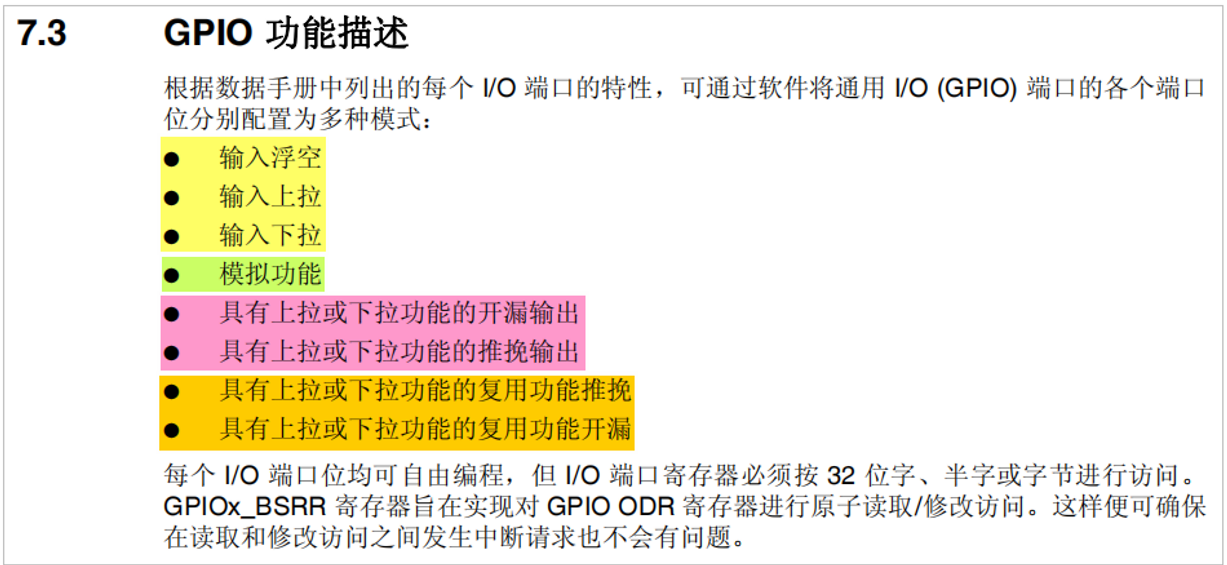 7.3 GPIO 功能描述
根据数据手册中列出的每个 I/O 端口的特性，可通过软件将通用 I/O (GPIO) 端口的各个端口
位分别配置为多种模式：
● 输入浮空
● 输入上拉
● 输入下拉
● 模拟功能
● 具有上拉或下拉功能的开漏输出
● 具有上拉或下拉功能的推挽输出
● 具有上拉或下拉功能的复用功能推挽
● 具有上拉或下拉功能的复用功能开漏
每个 I/O 端口位均可自由编程，但 I/O 端口寄存器必须按 32 位字、半字或字节进行访问。
GPIOx_BSRR 寄存器旨在实现对 GPIO ODR 寄存器进行原子读取/修改访问。这样便可确保
在读取和修改访问之间发生中断请求也不会有问题。